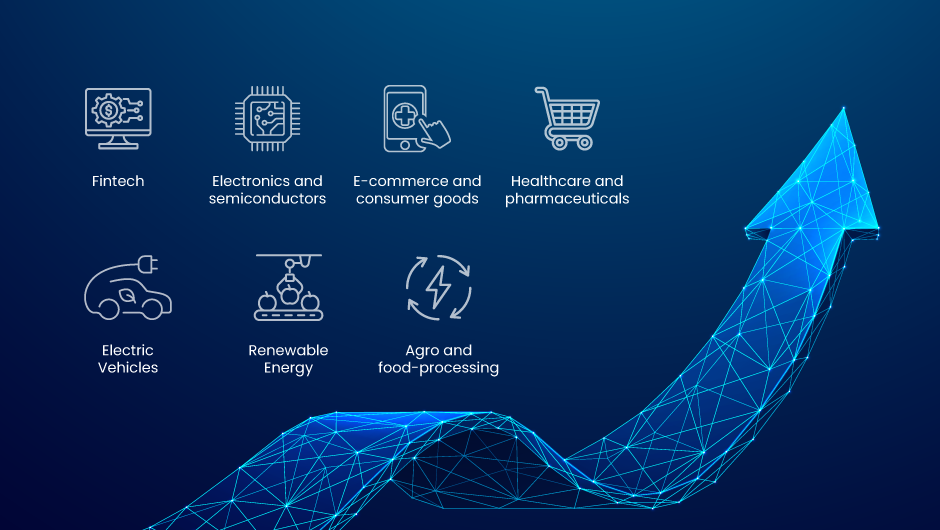 Fintech
Electronics and
semiconductors
E-commerce and
consumer goods
Healthcare and
pharmaceuticals
Electric
Vehicles
Renewable
Energy
Agro and
food-processing